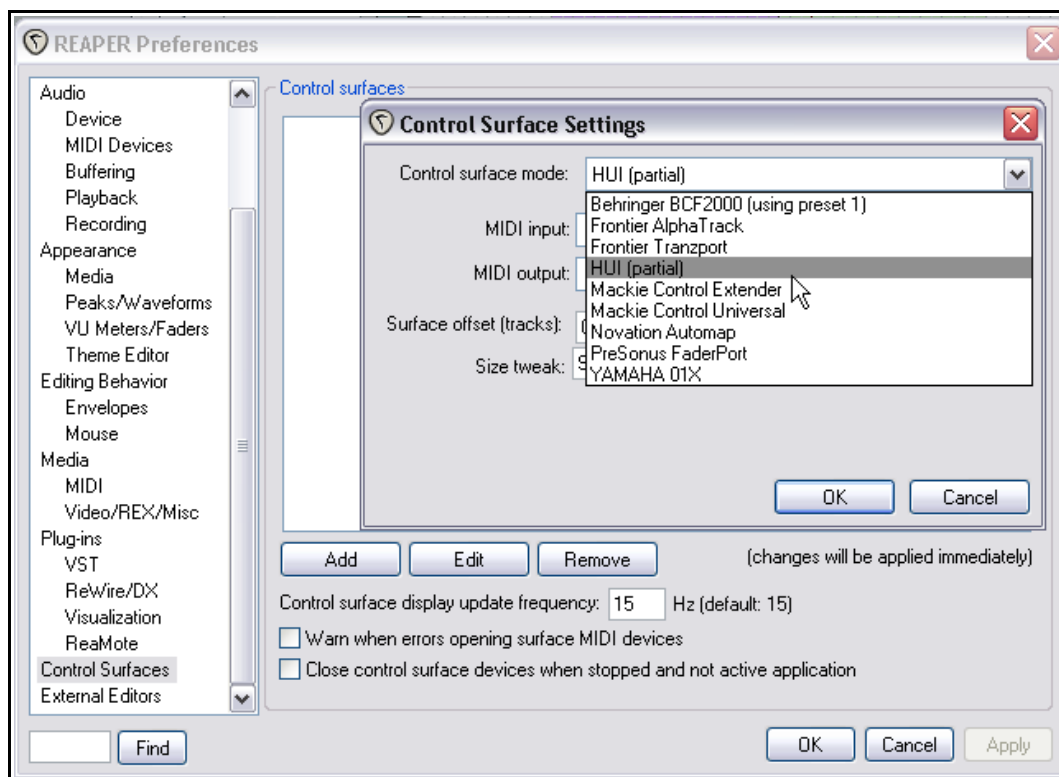 REAPER Preferences
Audio
Device
MIDI Devices
Buffering
Playback
Recording
Appearance
Media
Peaks/Waveforms
VU Meters/Faders
Theme Editor
Editing Behavior
Envelopes
Mouse
Media
MIDI
Video/REX/Misc
Plug-ins
VST
ReWire/DX
Visualization
ReaMote
Control Surfaces
External Editors
Find
Control surfaces
Control Surface Settings
Control surface mode: HUI (partial)
Behringer BCF2000 (using preset 1)
Frontier AlphaTrack
Frontier Tranzport
HUI (partial)
Mackie Control Extender
Mackie Control Universal
Novation Automap
PreSonus FaderPort
YAMAHA 01X
MIDI input:
MIDI output:
Surface offset (tracks):
Size tweak:
OK Cancel
Add Edit Remove (changes will be applied immediately)
Control surface display update frequency: 15 Hz (default: 15)
Warn when errors opening surface MIDI devices
Close control surface devices when stopped and not active application
OK Cancel Apply